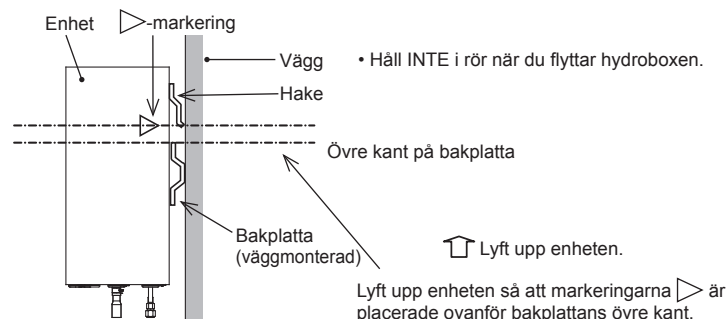 Enhet
▷-markering
Vägg
• Håll INTE i rör när du flyttar hydroboxen.
Hake
Övre kant på bakplatta
Bakplatta
(väggmonterad)
Lyft upp enheten.
Lyft upp enheten så att markeringarna ▷ är
placerade ovanför bakplattans övre kant.